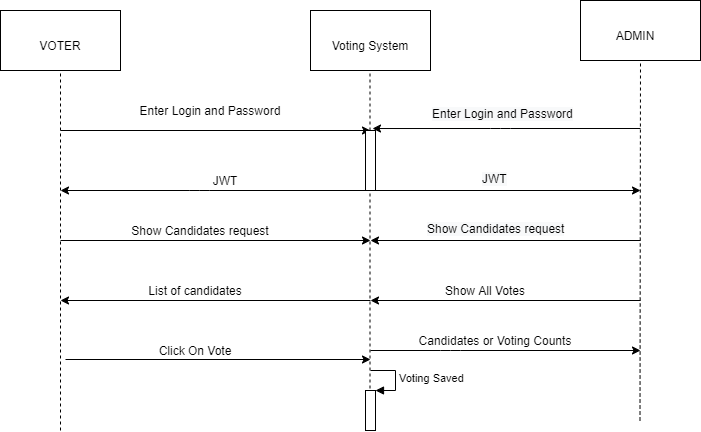 VOTER
Voting System
ADMIN
Enter Login and Password
Enter Login and Password
JWT
JWT
Show Candidates request
Show Candidates request
List of candidates
Show All Votes
Click On Vote
Candidates or Voting Counts
Voting Saved